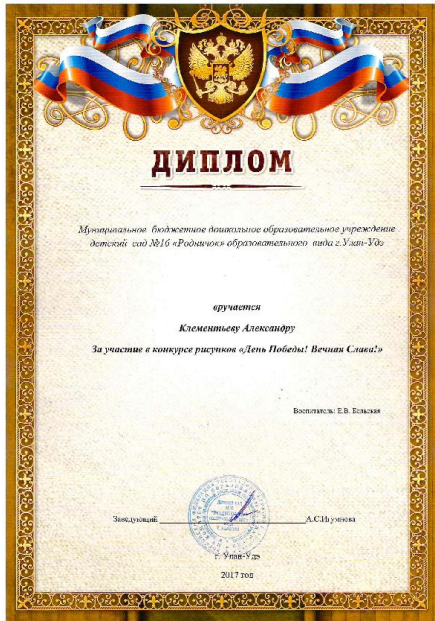 ДИПЛОМ
Муниципальное бюджетное дошкольное образовательное учреждение
детский сад №16 «Родничок» образовательного вида г.Улан-Удэ
вручается
Клементьеву Александру
За участие в конкурсе рисунков «День Победы! Вечная Слава!»
Воспитатель: Е.В. Бельская
Заведующий А.С.Игумнова
г. Улан-Удэ
2017 год